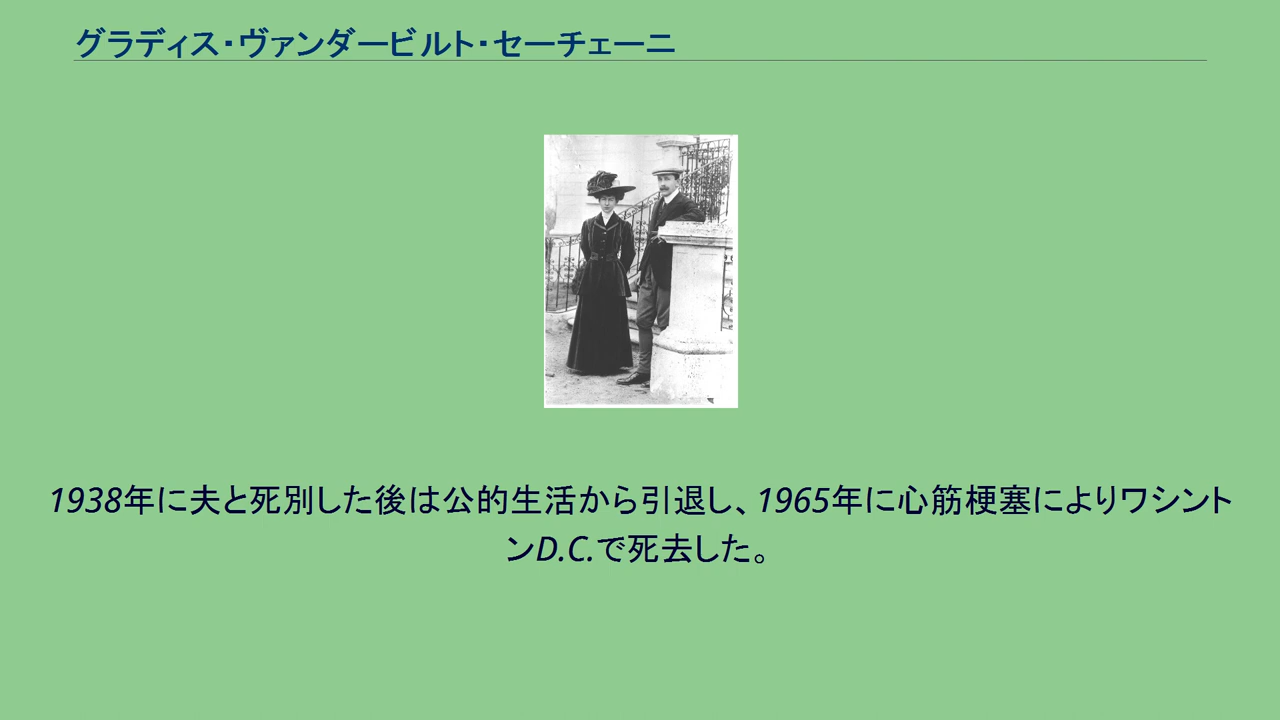 グラディス・ヴァンダービルト・セーチェーニ
1938年に夫と死別した後は公的生活から引退し、1965年に心筋梗塞によりワシント
ンD.C.で死去した。